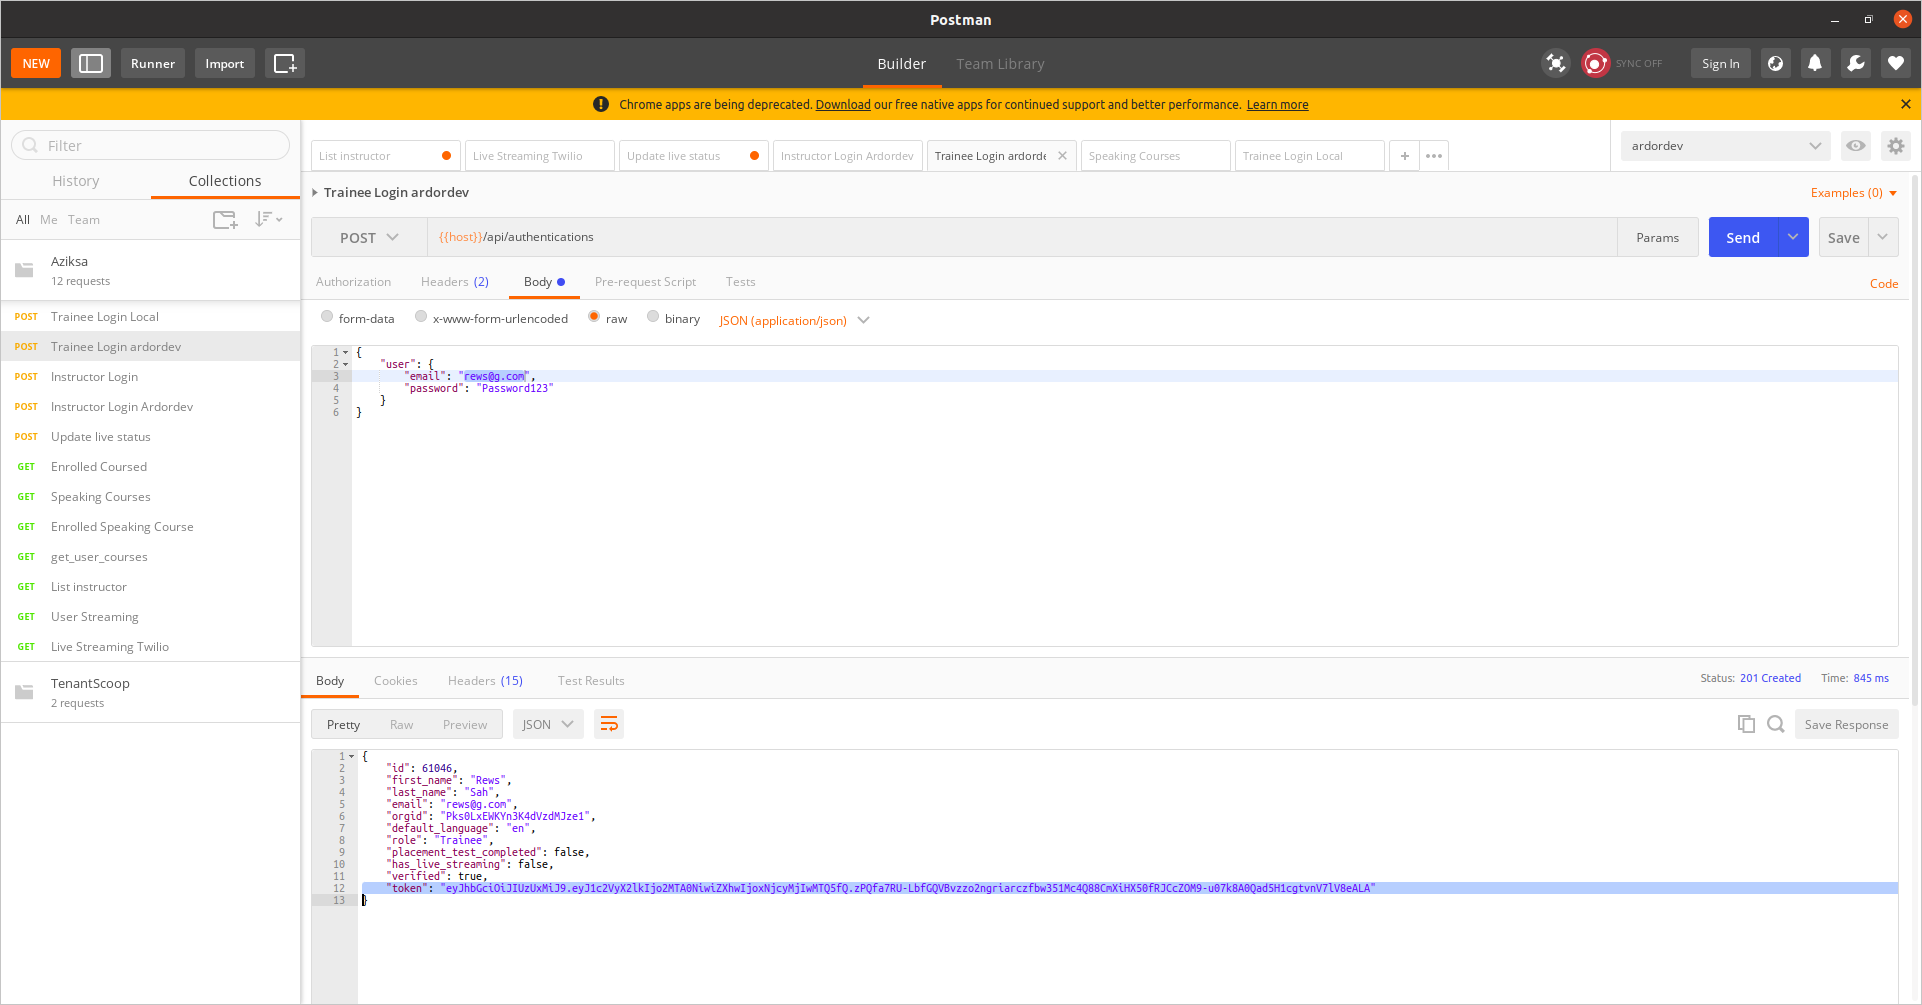 Postman
NEW
Runner
Import
Builder
Team Library
SYNC OFF
Sign In
Chrome apps are being deprecated. Download our free native apps for continued support and better performance. Learn more
Filter
History
Collections
All Me Team
Aziksa
12 requests
POST Trainee Login Local
POST Trainee Login ardordev
POST Instructor Login
POST Instructor Login Ardordev
POST Update live status
GET Enrolled Coursed
GET Speaking Courses
GET Enrolled Speaking Course
GET get_user_courses
GET List instructor
GET User Streaming
GET Live Streaming Twilio
TenantScoop
2 requests
List instructor
Live Streaming Twilio
Update live status
Instructor Login Ardordev
Trainee Login ardorde
Speaking Courses
Trainee Login Local
ardordev
Trainee Login ardordev
Examples (0)
POST
{{host}}/api/authentications
Params
Send
Save
Authorization
Headers (2)
Body
Pre-request Script
Tests
Code
form-data
x-www-form-urlencoded
raw
binary
JSON (application/json)
1 {
2 "user": {
3 "email": "rews@g.com",
4 "password": "Password123"
5 }
6 }
Body
Cookies
Headers (15)
Test Results
Status: 201 Created
Time: 845 ms
Pretty
Raw
Preview
JSON
Save Response
1 {
2 "id": 61046,
3 "first_name": "Rews",
4 "last_name": "Sah",
5 "email": "rews@g.com",
6 "orgid": "Pks0LxEWKYn3K4dVzdMJze1",
7 "default_language": "en",
8 "role": "Trainee",
9 "placement_test_completed": false,
10 "has_live_streaming": false,
11 "verified": true,
12 "token": "eyJhbGciOiJIUzUxMiJ9.eyJ1c2VyX2lkIjo2MTA0NiwiZXhwIjoxNjcyMjIwMTQ5fQ.zPQfa7RU-LbfGQVBvzzo2ngriarczfbw351Mc4Q88CmXiHX50fRJCcZOM9-u07k8A0Qad5H1cgtvnV7lV8eALA"
13 }